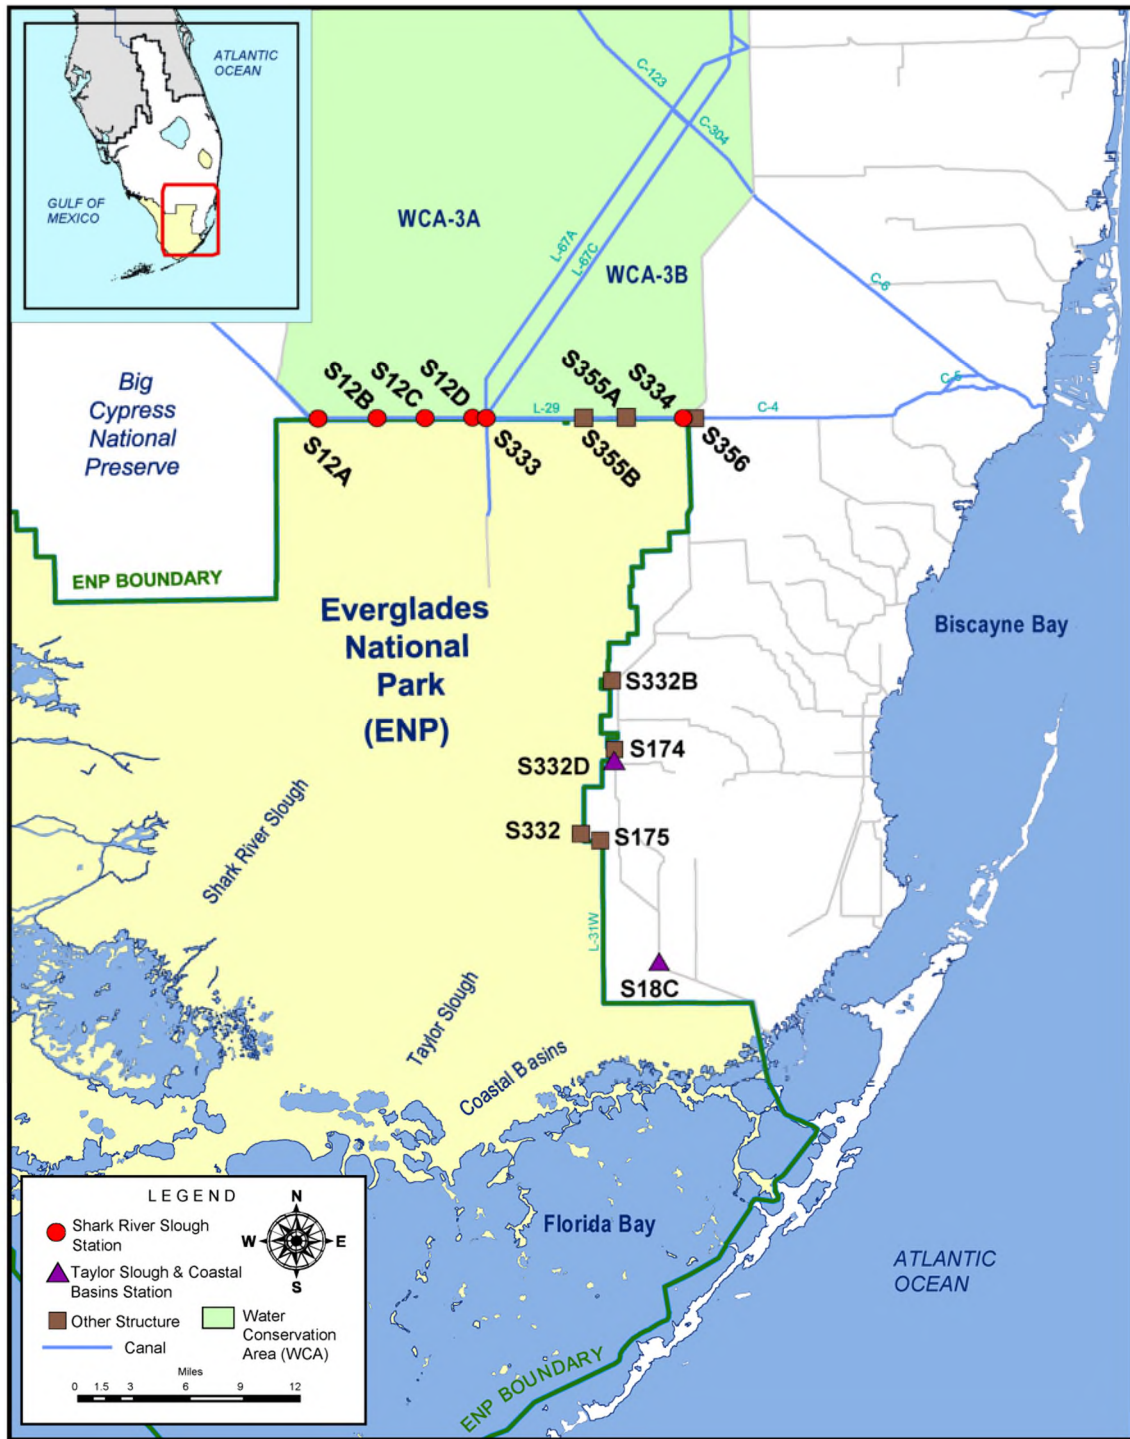 ATLANTIC
OCEAN
GULF OF
MEXICO
C-123
C-304
WCA-3A
L-67A
L-67C
WCA-3B
C-6
Big
Cypress
National
Preserve
S12B
S12C
S12D
S355A
S334
L-29
C-4
C-5
S12A
S333
S355B
S356
ENP BOUNDARY
Everglades
National
Park
(ENP)
Biscayne Bay
S332B
S174
S332D
S332
S175
Shark River Slough
L-31W
S18C
Taylor Slough
Coastal Basins
Florida Bay
ATLANTIC
OCEAN
ENP BOUNDARY
LEGEND
N
W
E
S
Shark River Slough
Station
Taylor Slough & Coastal
Basins Station
Other Structure
Canal
Water
Conservation
Area (WCA)
Miles
0 1.5 3 6 9 12